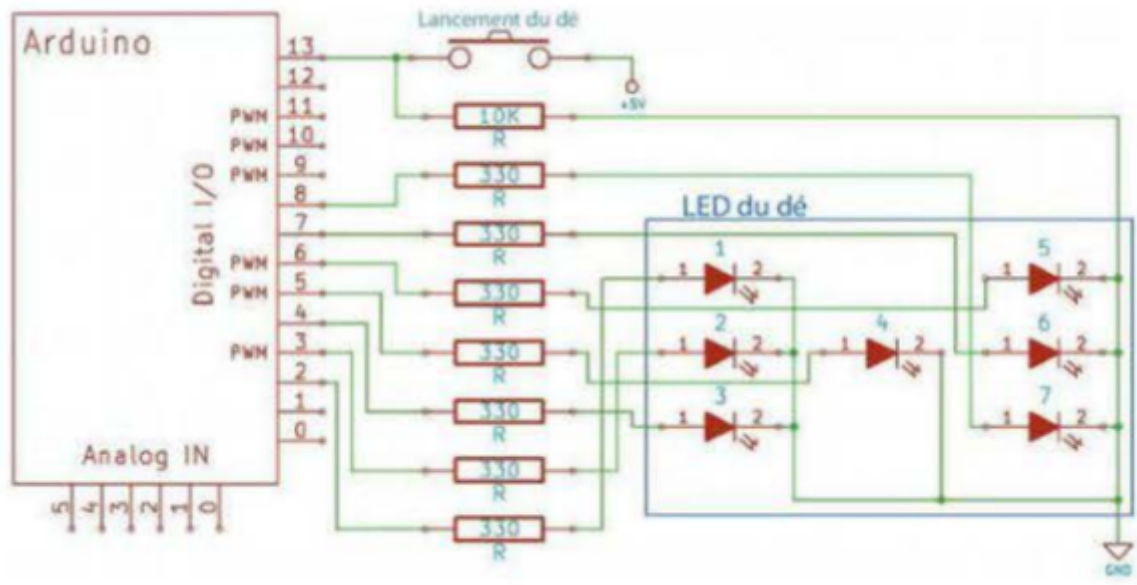 Lancement du dé
Arduino
13
12
PWM 11
PWM 10
PWM 9
8
7
PWM 6
PWM 5
4
PWM 3
2
1
0
Digital I/O
Analog IN
5 4 3 2 1 0
+5V
10K
R
330
R
330
R
330
R
330
R
330
R
330
R
330
R
LED du dé
1
1 2
5
1 2
2
1 2
4
1 2
6
1 2
3
1 2
7
1 2
GND